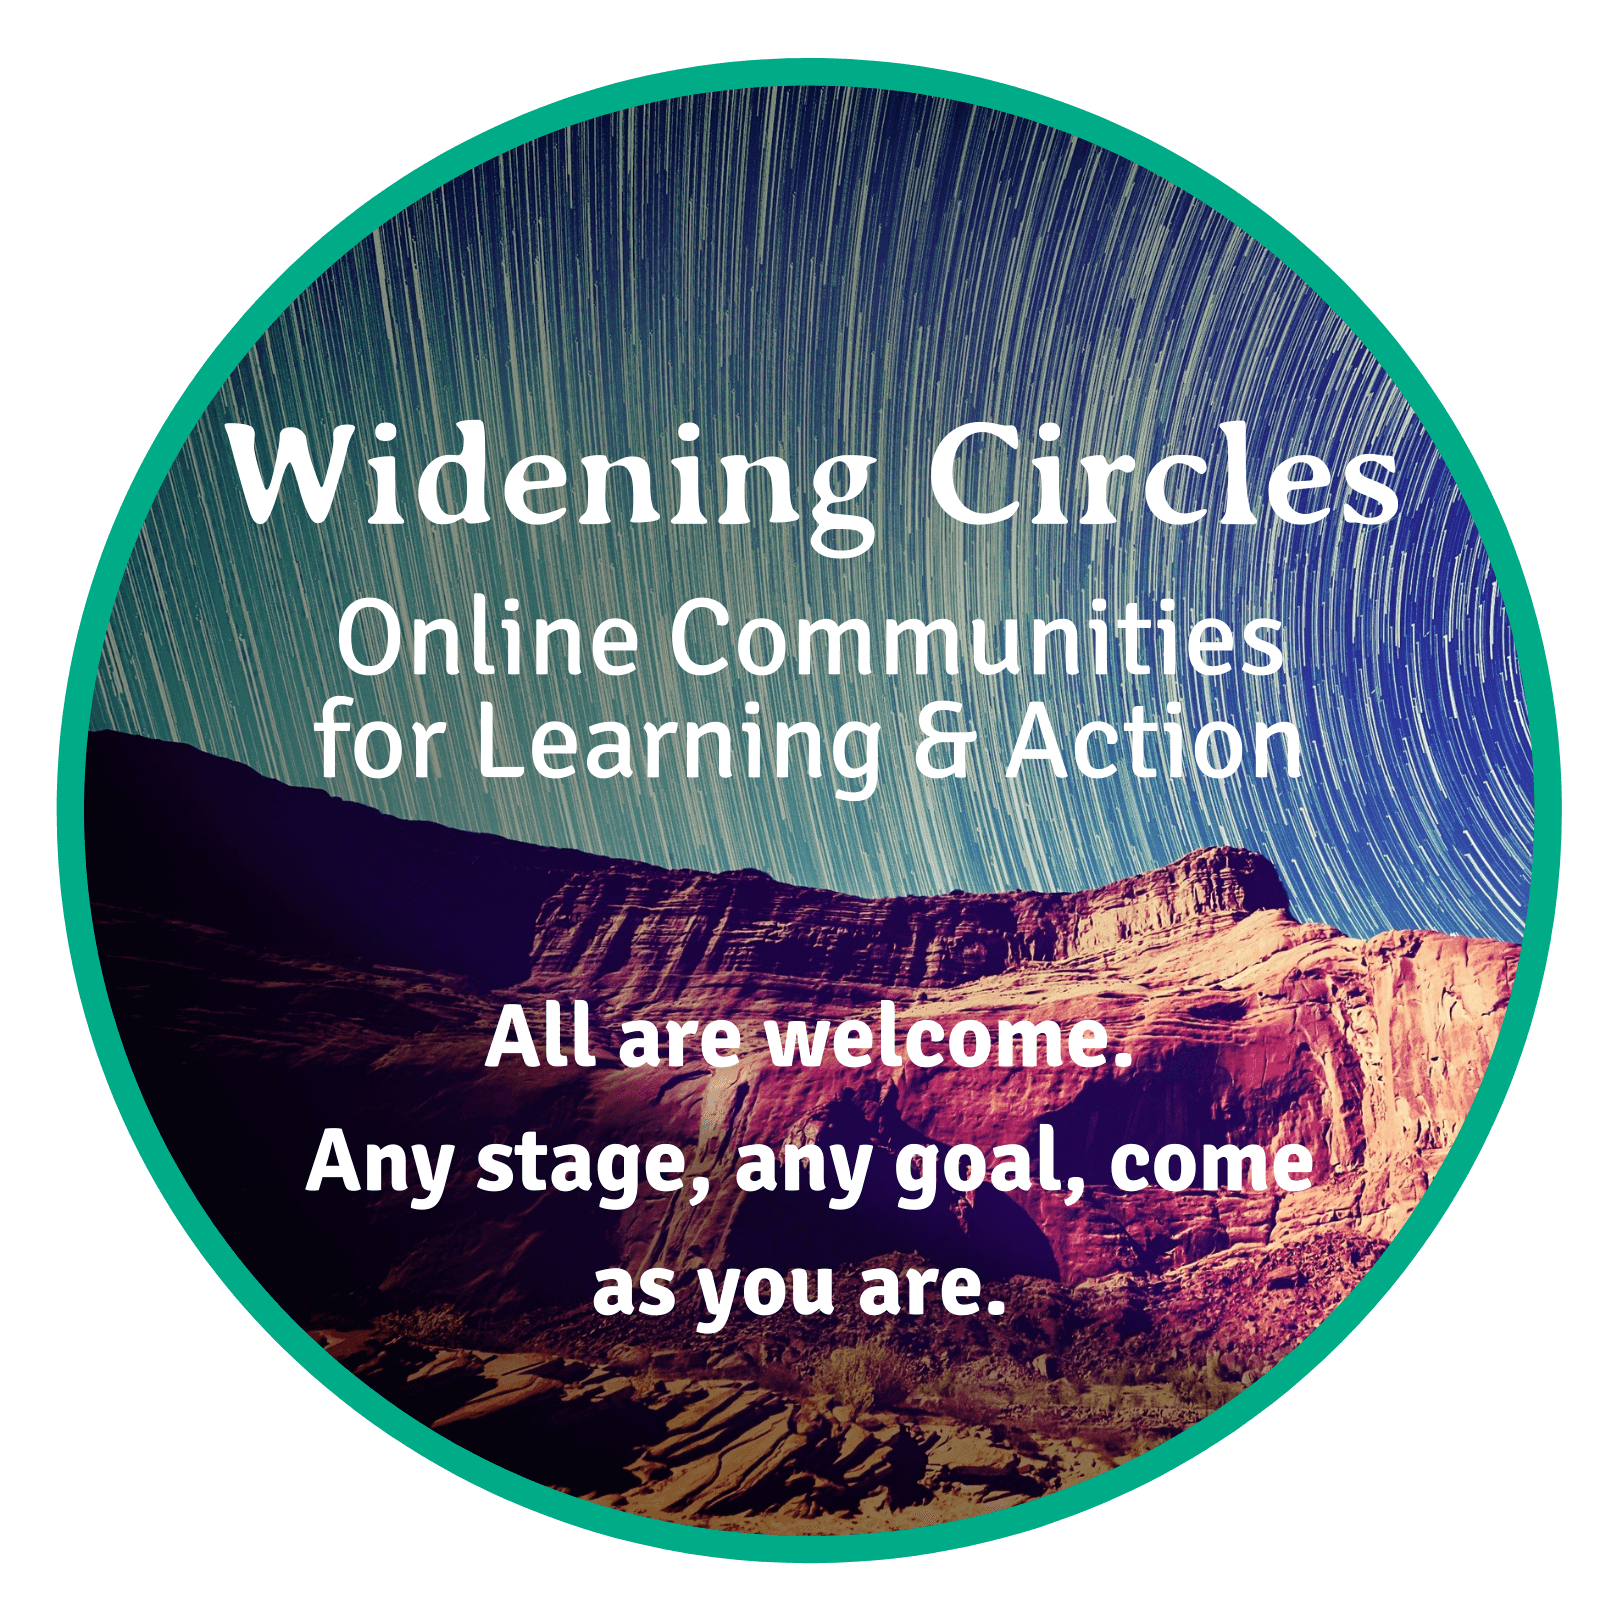 Widening Circles
Online Communities
for Learning & Action
All are welcome.
Any stage, any goal, come
as you are.